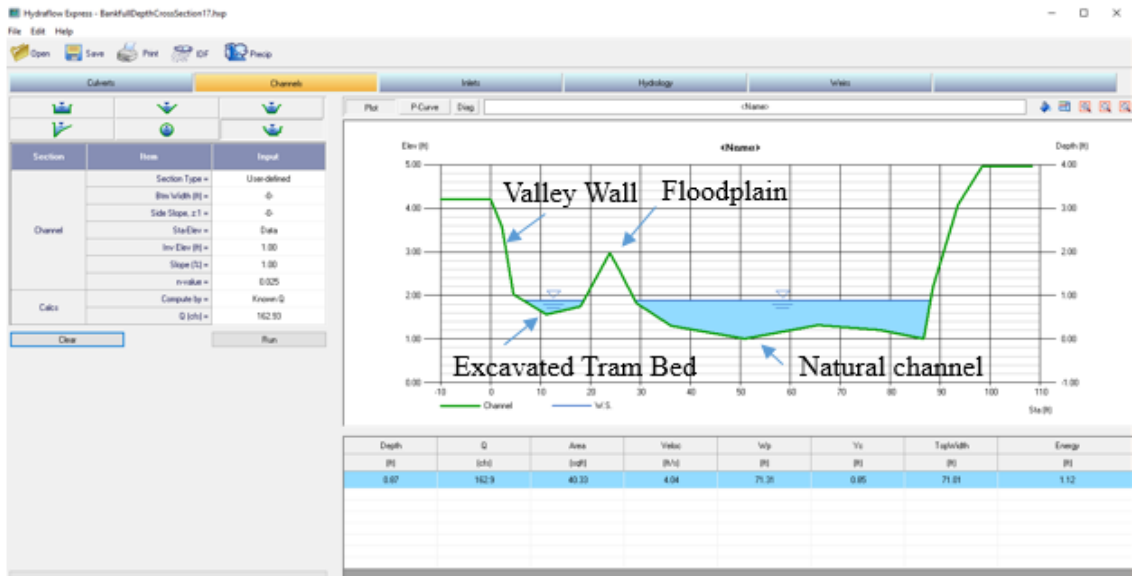 Hydraflow Express - BankfullDepthCrossSection17.hxp
File Edit Help
Open Save Print IDF Precip
Culverts Channels Inlets Hydrology Weirs
Plot P-Curve Diag <Name>
Section Item Input
Channel
Section Type = User-defined
Btm Width (ft) = -0-
Side Slope, z:1 = -0-
Sta-Elev = Data
Inv Elev (ft) = 1.00
Slope (%) = 1.00
n-value = 0.025
Calcs
Compute by = Known Q
Q (cfs) = 162.93
Clear Run
Elev (ft) <Name> Depth (ft)
5.00 4.00
Valley Wall Floodplain
4.00 3.00
3.00 2.00
2.00 1.00
1.00 0.00
Excavated Tram Bed Natural channel
0.00 -1.00
-10 0 10 20 30 40 50 60 70 80 90 100 110
Channel W.S. Sta (ft)
Depth Q Area Veloc Wp Yc TopWidth Energy
(ft) (cfs) (sqft) (ft/s) (ft) (ft) (ft) (ft)
0.87 162.9 40.33 4.04 71.31 0.85 71.01 1.12